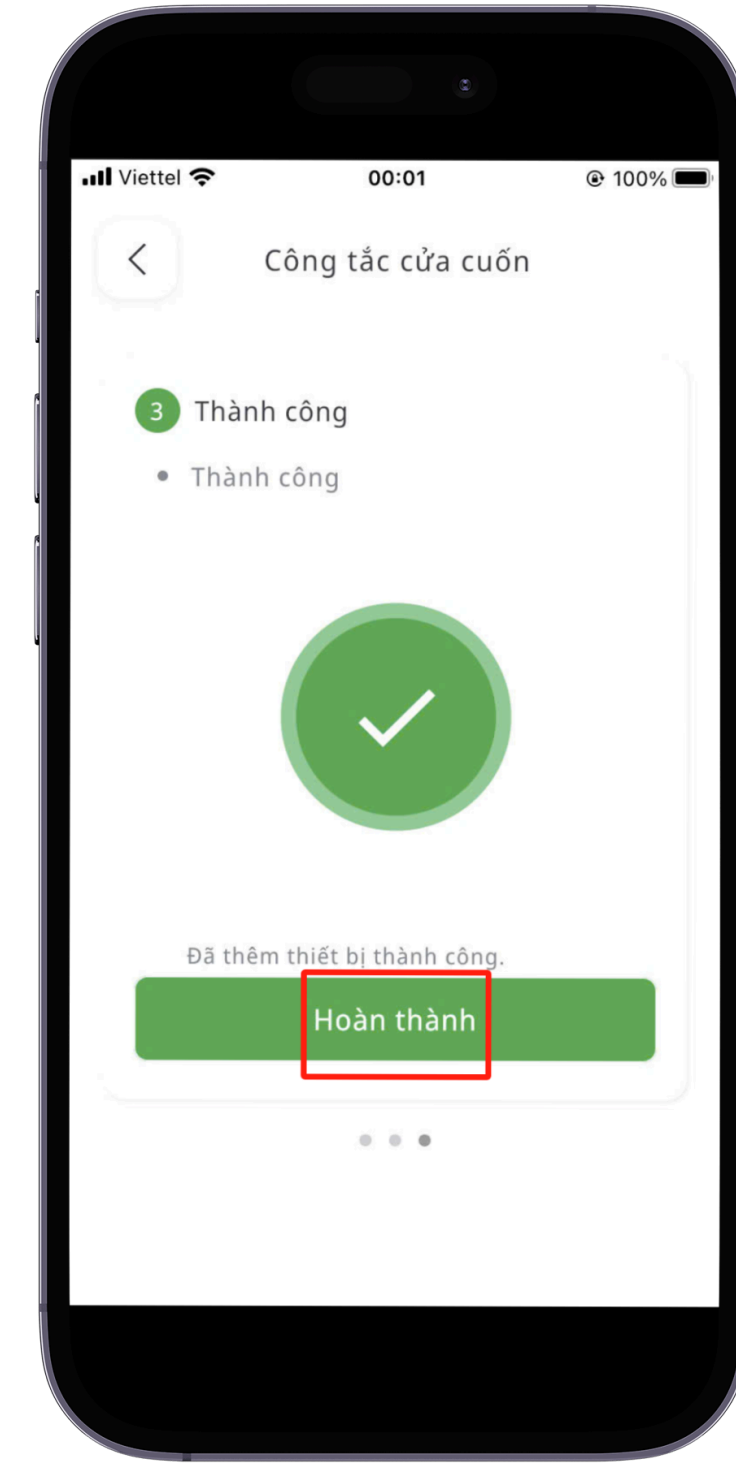 Viettel 00:01 100%
Công tắc cửa cuốn
3 Thành công
Thành công
Đã thêm thiết bị thành công.
Hoàn thành